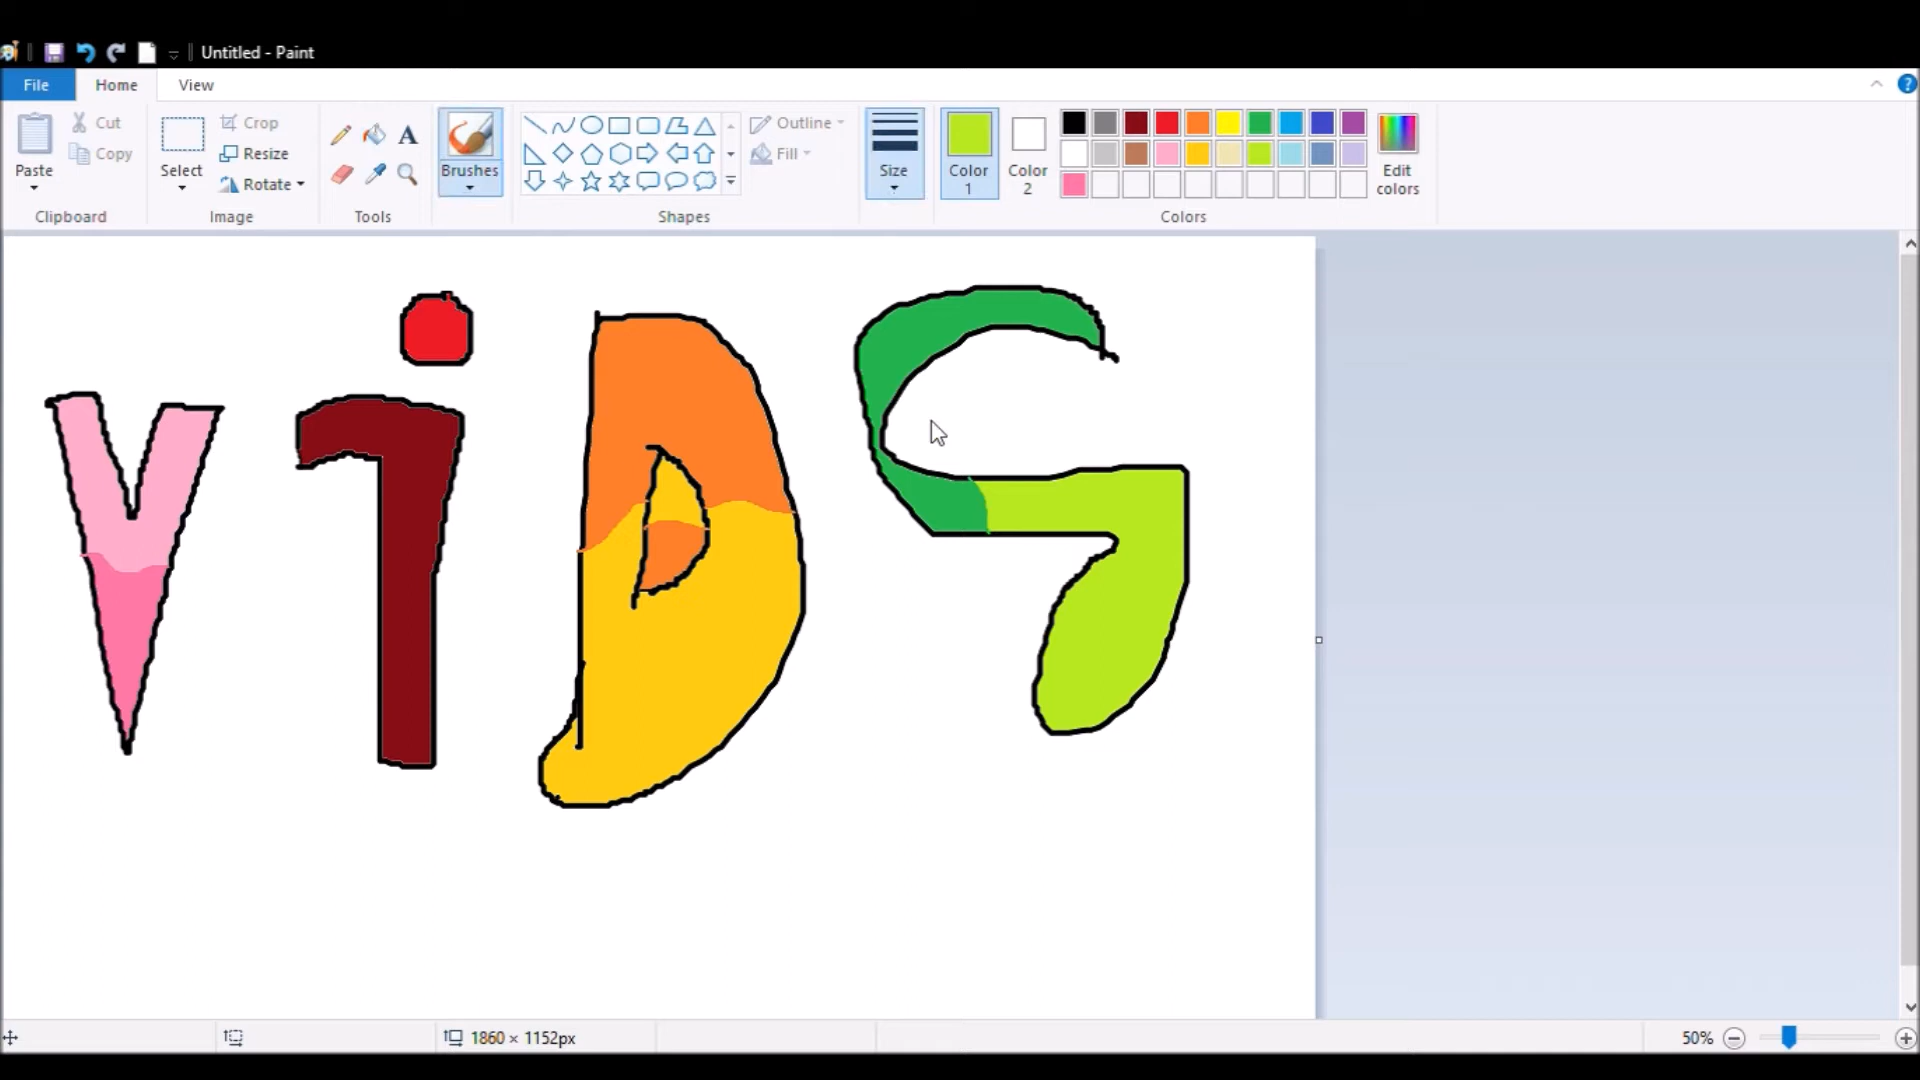 Untitled - Paint
File Home View
Paste Cut Copy Select Crop Resize Rotate A Brushes Outline Fill Size Color 1 Color 2 Edit colors
Clipboard Image Tools Shapes Colors
ViDS
1860 × 1152px 50%